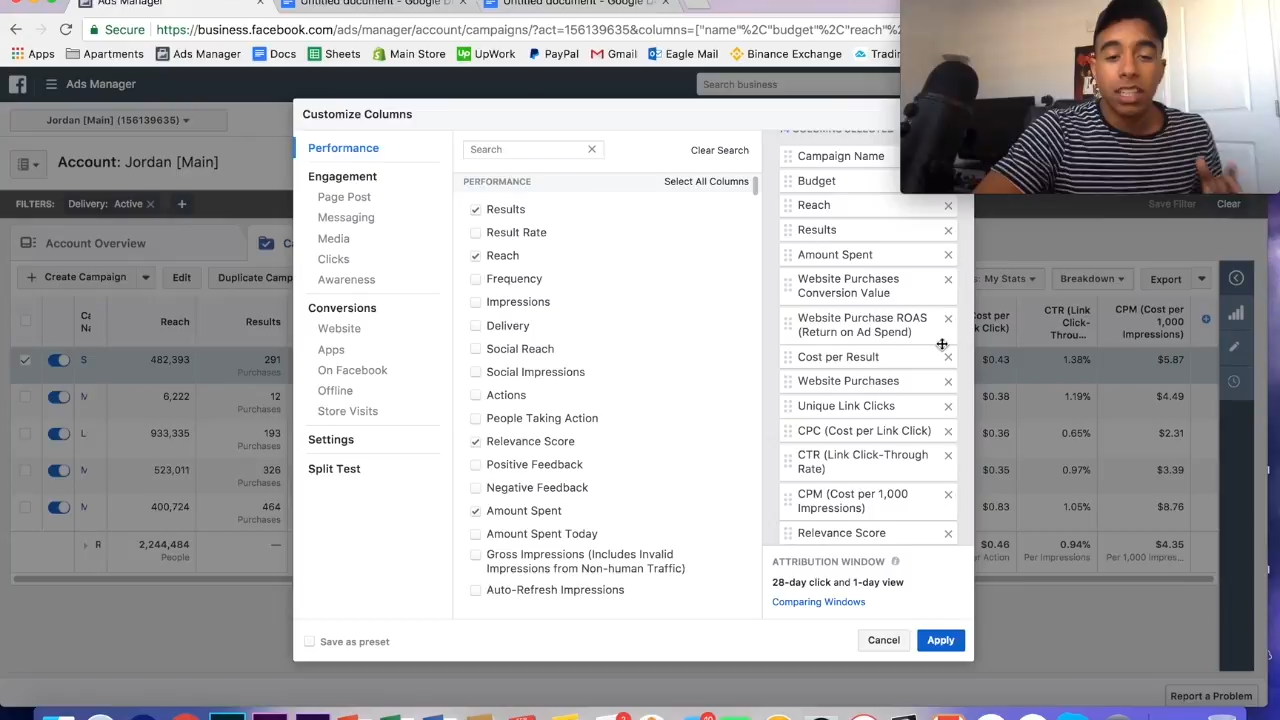 Ads Manager
Untitled document - Google D
Untitled document - Google D
Secure
https://business.facebook.com/ads/manager/account/campaigns/?act=156139635&columns=["name"%2C"budget"%2C"reach"%2
Apps
Apartments
Ads Manager
Docs
Sheets
Main Store
UpWork
PayPal
Gmail
Eagle Mail
Binance Exchange
Ads Manager
Search business
Jordan [Main] (156139635)
Account: Jordan [Main]
FILTERS:
Delivery: Active
Save Filter
Clear
Account Overview
Create Campaign
Edit
Duplicate Camp
My Stats
Breakdown
Export
Reach
Results
CTR (Link
Click-
Throu...
CPM (Cost per
1,000
Impressions)
482,393
291
Purchases
$0.43
1.38%
$5.87
6,222
12
Purchases
$0.38
1.19%
$4.49
933,335
193
Purchases
$0.36
0.65%
$2.31
523,011
326
Purchases
$0.35
0.97%
$3.39
400,724
464
Purchases
$0.83
1.05%
$8.76
R
2,244,484
People
—
$0.46
per Action
0.94%
Per Impressions
$4.35
Per 1,000 Impres...
Customize Columns
Performance
Engagement
Page Post
Messaging
Media
Clicks
Awareness
Conversions
Website
Apps
On Facebook
Offline
Store Visits
Settings
Split Test
Search
Clear Search
PERFORMANCE
Select All Columns
Results
Result Rate
Reach
Frequency
Impressions
Delivery
Social Reach
Social Impressions
Actions
People Taking Action
Relevance Score
Positive Feedback
Negative Feedback
Amount Spent
Amount Spent Today
Gross Impressions (Includes Invalid
Impressions from Non-human Traffic)
Auto-Refresh Impressions
COLUMNS SELECTED
Campaign Name
Budget
Reach
Results
Amount Spent
Website Purchases
Conversion Value
Website Purchase ROAS
(Return on Ad Spend)
Cost per Result
Website Purchases
Unique Link Clicks
CPC (Cost per Link Click)
CTR (Link Click-Through
Rate)
CPM (Cost per 1,000
Impressions)
Relevance Score
ATTRIBUTION WINDOW
28-day click and 1-day view
Comparing Windows
Save as preset
Cancel
Apply
Report a Problem